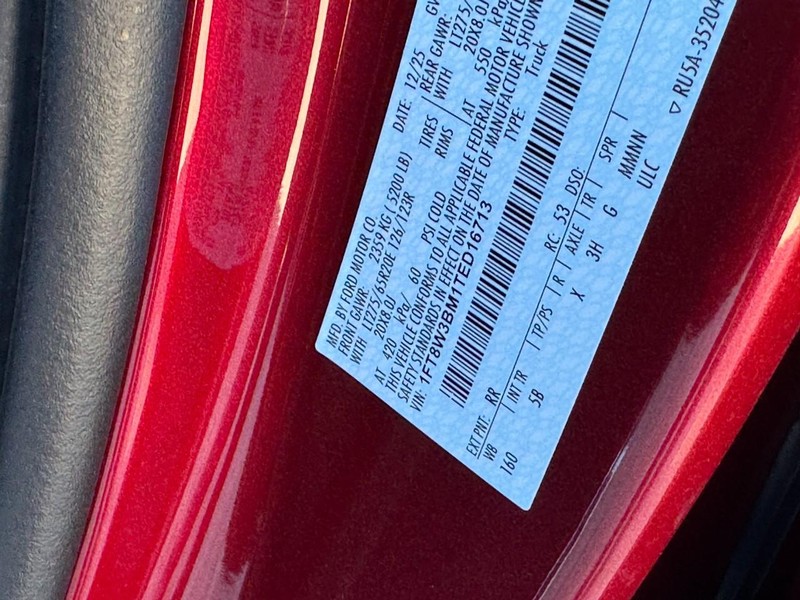 MFD. BY FORD MOTOR CO.
DATE: 12/25
FRONT GAWR: 2359 KG ( 5200 LB)
REAR GAWR:
WITH LT275/65R20E 126/123R TIRES WITH LT275/
20X8.0J RIMS 20X8.0J
AT 420 kPa/ 60 PSI COLD AT 550 kPa
THIS VEHICLE CONFORMS TO ALL APPLICABLE FEDERAL MOTOR VEHICLE
SAFETY STANDARDS IN EFFECT ON THE DATE OF MANUFACTURE SHOWN
VIN: 1FT8W3BM1TED16713
TYPE: Truck
EXT PNT: RR RC: 53 DSO:
WB INT TR TP/PS R AXLE TR SPR
160 5B X 3H G MMNNN
ULC
▽ RU5A-35204